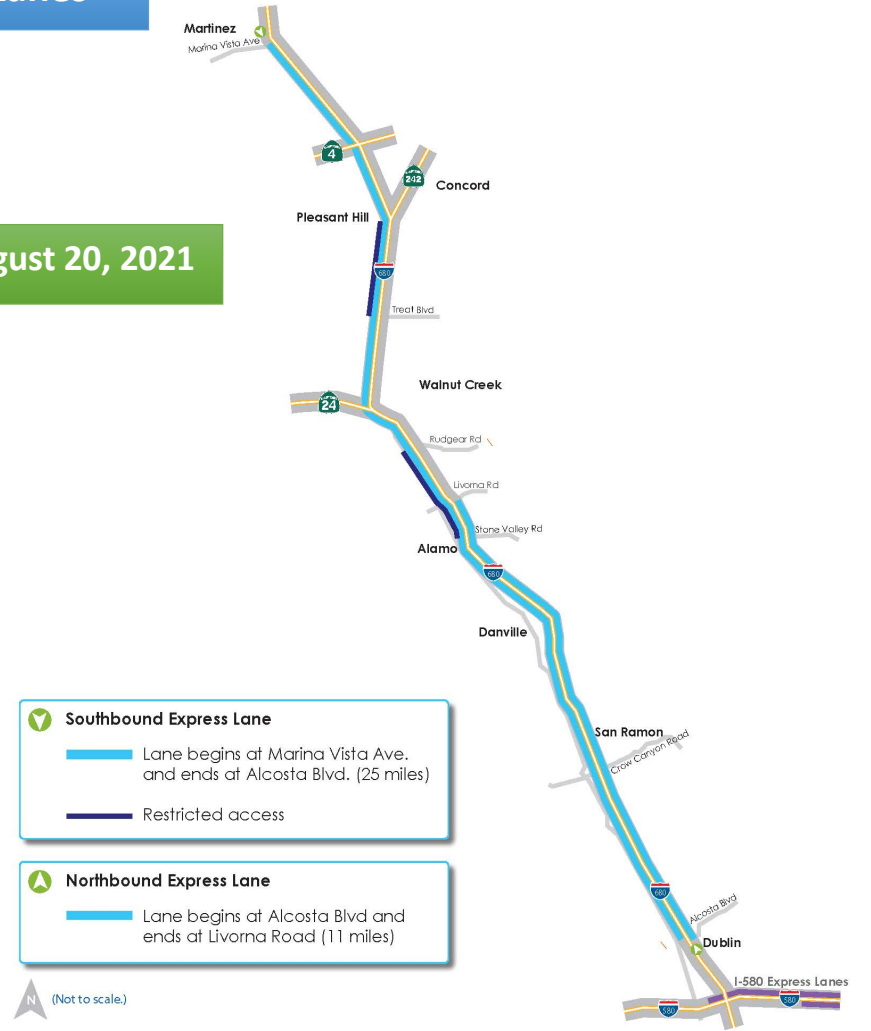 Martinez
Marina Vista Ave
4
242
Concord
Pleasant Hill
680
August 20, 2021
Treat Blvd
Walnut Creek
24
Rudgear Rd
Livorna Rd
Stone Valley Rd
Alamo
680
Danville
San Ramon
Crow Canyon Road
Southbound Express Lane
Lane begins at Marina Vista Ave.
and ends at Alcosta Blvd. (25 miles)
Restricted access
Northbound Express Lane
Lane begins at Alcosta Blvd and
ends at Livorna Road (11 miles)
680
Alcosta Blvd
Dublin
I-580 Express Lanes
580
580
N
(Not to scale.)